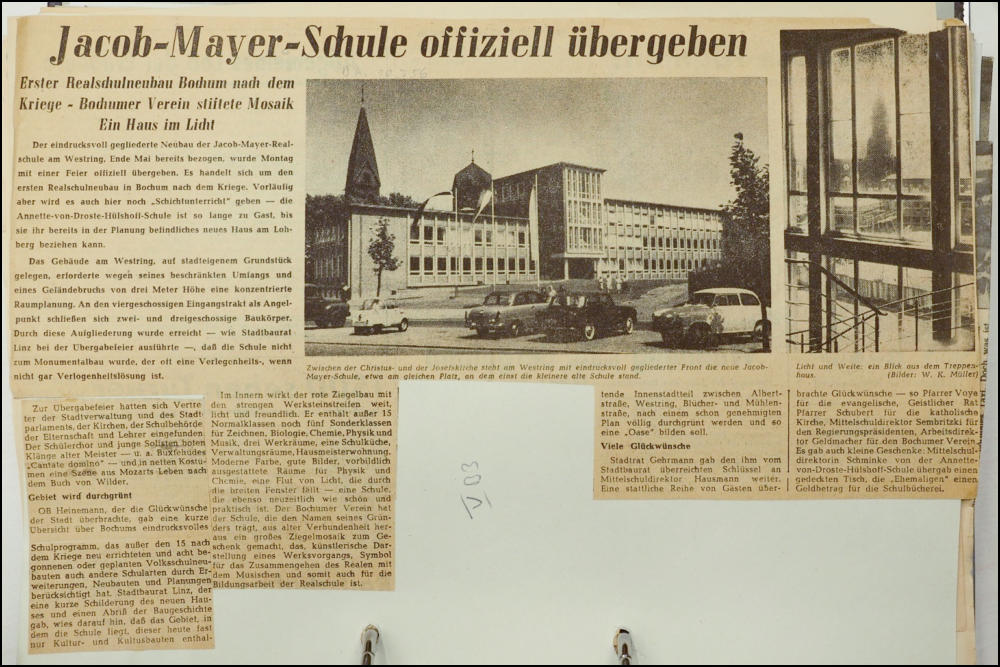 Jacob-Mayer-Schule offiziell übergeben
Erster Realschulneubau Bochum nach dem
Kriege - Bochumer Verein stiftete Mosaik
Ein Haus im Licht
Der eindrucksvoll gegliederte Neubau der Jacob-Mayer-Real-
schule am Westring, Ende Mai bereits bezogen, wurde Montag
mit einer Feier offiziell übergeben. Es handelt sich um den
ersten Realschulneubau in Bochum nach dem Kriege. Vorläufig
aber wird es auch hier noch „Schichtunterricht" geben — die
Annette-von-Droste-Hülshoff-Schule ist so lange zu Gast, bis
sie ihr bereits in der Planung befindliches neues Haus am Loh-
berg beziehen kann.
Das Gebäude am Westring, auf stadteigenem Grundstück
gelegen, erforderte wegen seines beschränkten Umfangs und
eines Geländebruchs von drei Meter Höhe eine konzentrierte
Raumplanung. An den viergeschossigen Eingangstrakt als Angel-
punkt schließen sich zwei- und dreigeschossige Baukörper.
Durch diese Aufgliederung wurde erreicht — wie Stadtbaurat
Linz bei der Übergabefeier ausführte —, daß die Schule nicht
zum Monumentalbau wurde, der oft eine Verlegenheits-, wenn
nicht gar Verlogenheitslösung ist.
Zwischen der Christus- und der Josefskirche steht am Westring mit eindrucksvoll gegliederter Front die neue Jacob-
Mayer-Schule, etwa am gleichen Platz, an dem einst die kleinere alte Schule stand.
Licht und Weite: ein Blick aus dem Treppen-
haus. (Bilder: W. K. Müller)
Zur Übergabefeier hatten sich Vertre
ter der Stadtverwaltung und des Stadt
parlaments, der Kirchen, der Schulbehörde
der Elternschaft und Lehrer eingefunden
Der Schülerchor und junge Solisten boten
Klänge alter Meister — u. a. Buxtehudes
„Cantate domino" — und in netten Kostü-
men eine Szene aus Mozarts Leben nach
dem Buch von Wilder.
Gebiet wird durchgrünt
OB Heinemann, der die Glückwünsche
der Stadt überbrachte, gab eine kurze
Übersicht über Bochums eindrucksvolles
Schulprogramm, das außer den 15 nach
dem Kriege neu errichteten und acht be-
gonnenen oder geplanten Volksschulneu-
bauten auch andere Schularten durch Er-
weiterungen, Neubauten und Planungen
berücksichtigt hat. Stadtbaurat Linz, der
eine kurze Schilderung des neuen Hau-
ses und einen Abriß der Baugeschichte
gab, wies darauf hin, daß das Gebiet, in
dem die Schule liegt, dieser heute fast
nur Kultur- und Kultusbauten enthal-
Im Innern wirkt der rote Ziegelbau mit
den strengen Werksteinstreifen weit,
licht und freundlich. Er enthält außer 15
Normalklassen noch fünf Sonderklassen
für Zeichnen, Biologie, Chemie, Physik und
Musik, drei Werkräume, eine Schulküche,
Verwaltungsräume, Hausmeisterwohnung.
Moderne Farbe, gute Bilder, vorbildlich
ausgestattete Räume für Physik und
Chemie, eine Flut von Licht, die durch
die breiten Fenster fällt — eine Schule,
die ebenso neuzeitlich wie schön und
praktisch ist. Der Bochumer Verein hat
der Schule, die den Namen seines Grün-
ders trägt, aus alter Verbundenheit her-
aus ein großes Ziegelmosaik zum Ge-
schenk gemacht, das, künstlerische Dar-
stellung eines Werksvorgangs, Symbol
für das Zusammengehen des Realen mit
dem Musischen und somit auch für die
Bildungsarbeit der Realschule ist.
tende Innenstadtteil zwischen Albert-
straße, Westring, Blücher- und Mühlen-
straße, nach einem schon genehmigten
Plan völlig durchgrünt werden und so
eine „Oase" bilden soll.
Viele Glückwünsche
Stadtrat Gehrmann gab den ihm vom
Stadtbaurat überreichten Schlüssel an
Mittelschuldirektor Hausmann weiter.
Eine stattliche Reihe von Gästen über-
brachte Glückwünsche — so Pfarrer Voye
für die evangelische, Geistlicher Rat
Pfarrer Schubert für die katholische
Kirche, Mittelschuldirektor Sembritzki für
den Regierungspräsidenten, Arbeitsdirek-
tor Geldmacher für den Bochumer Verein.
Es gab auch kleine Geschenke: Mittelschul-
direktorin Schminke von der Annette-
von-Droste-Hülshoff-Schule übergab einen
gedeckten Tisch, die „Ehemaligen" einen
Geldbetrag für die Schulbücherei.
V 03